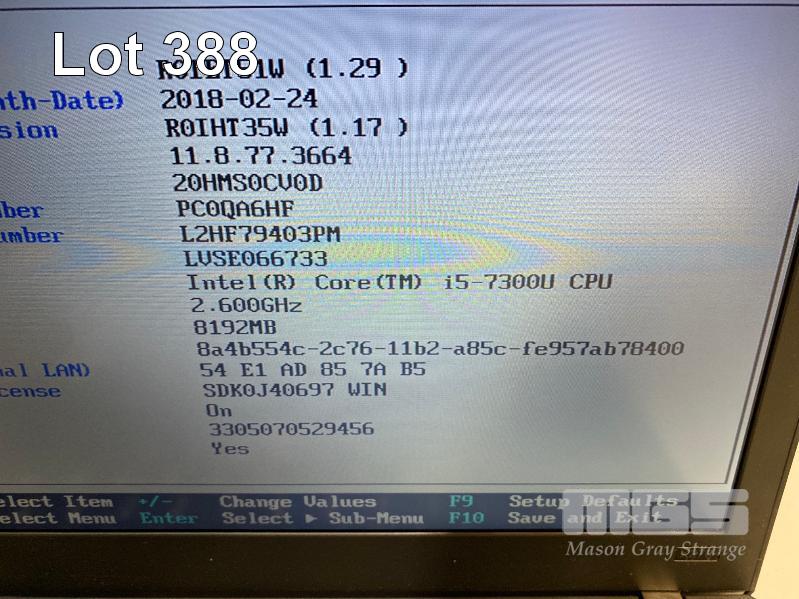 Lot 388
(1.29 )
nth-Date) 2018-02-24
sion R0IHT35W (1.17 )
11.8.77.3664
20HMS0CV0D
ber PC0QA6HF
umber L2HF79403PM
LVSE066733
Intel(R) Core(TM) i5-7300U CPU
2.600GHz
8192MB
8a4b554c-2c76-11b2-a85c-fe957ab78400
nal LAN) 54 E1 AD 85 7A B5
cense SDK0J40697 WIN
On
3305070529456
Yes
elect Item +/- Change Values F9 Setup Defaults
elect Menu Enter Select ▶ Sub-Menu F10 Save and Exit
MGS
Mason Gray Strange